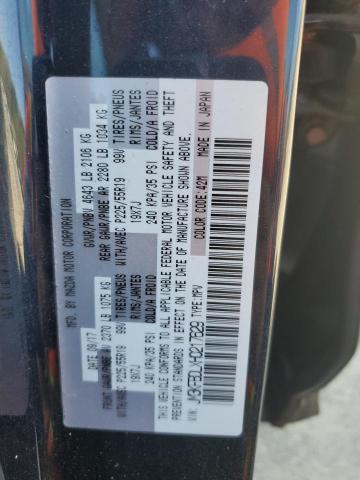 MFD. BY MAZDA MOTOR CORPORATION
DATE: 09/17 GVWR/PNBV 4643 LB 2106 KG
FRONT GAWR/PNBE AV 2370 LB 1075 KG REAR GAWR/PNBE AR 2280 LB 1034 KG
WITH/AVEC P225/55R19 99V TIRES/PNEUS WITH/AVEC P225/55R19 99V TIRES/PNEUS
19X7J RIMS/JANTES 19X7J RIMS/JANTES
240 KPA/35 PSI COLD/A FROID 240 KPA/35 PSI COLD/A FROID
THIS VEHICLE CONFORMS TO ALL APPLICABLE FEDERAL MOTOR VEHICLE SAFETY AND THEFT
PREVENTION STANDARDS IN EFFECT ON THE DATE OF MANUFACTURE SHOWN ABOVE.
V.I.N.: TYPE:MPV COLOR CODE:42M MADE IN JAPAN